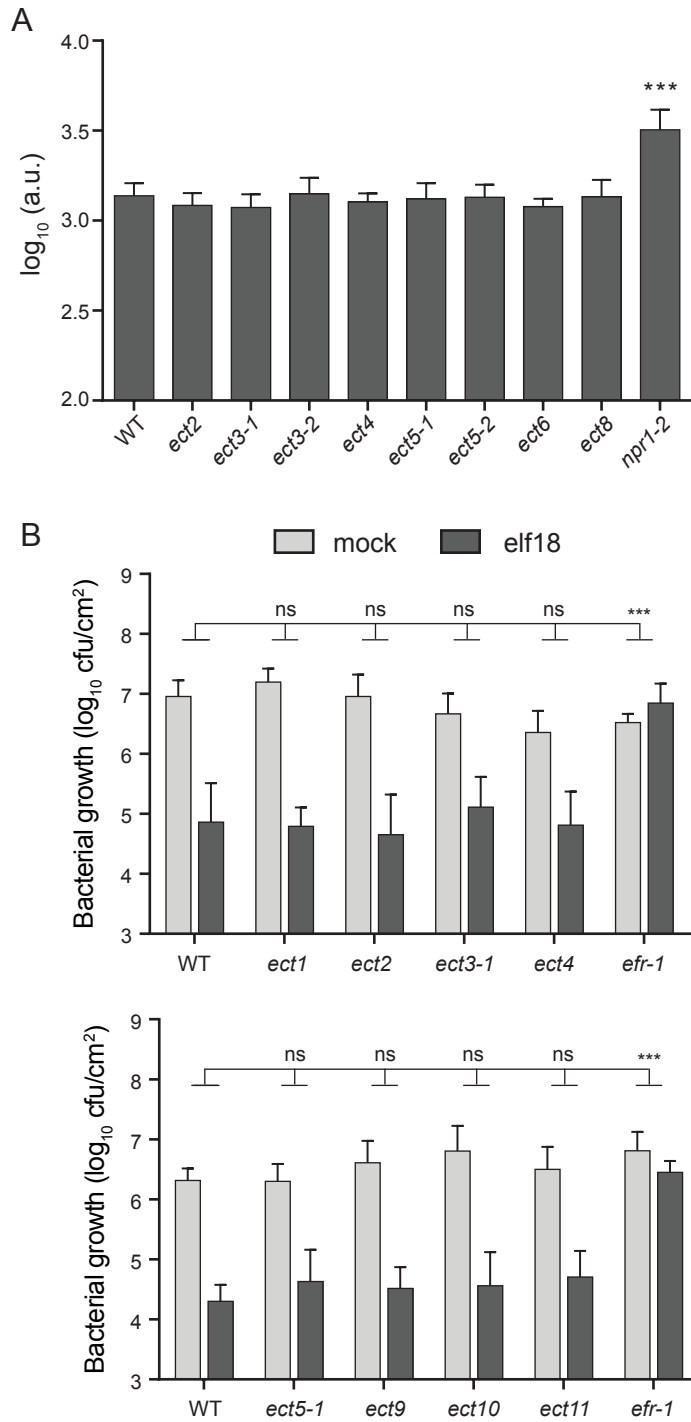 A
log10 (a.u.)
4.0
3.5
3.0
2.5
2.0
***
WT ect2 ect3-1 ect3-2 ect4 ect5-1 ect5-2 ect6 ect8 npr1-2
B
mock elf18
Bacterial growth (log10 cfu/cm²)
9
8
7
6
5
4
3
ns ns ns ns ***
WT ect1 ect2 ect3-1 ect4 efr-1
Bacterial growth (log10 cfu/cm²)
9
8
7
6
5
4
3
ns ns ns ns ***
WT ect5-1 ect9 ect10 ect11 efr-1